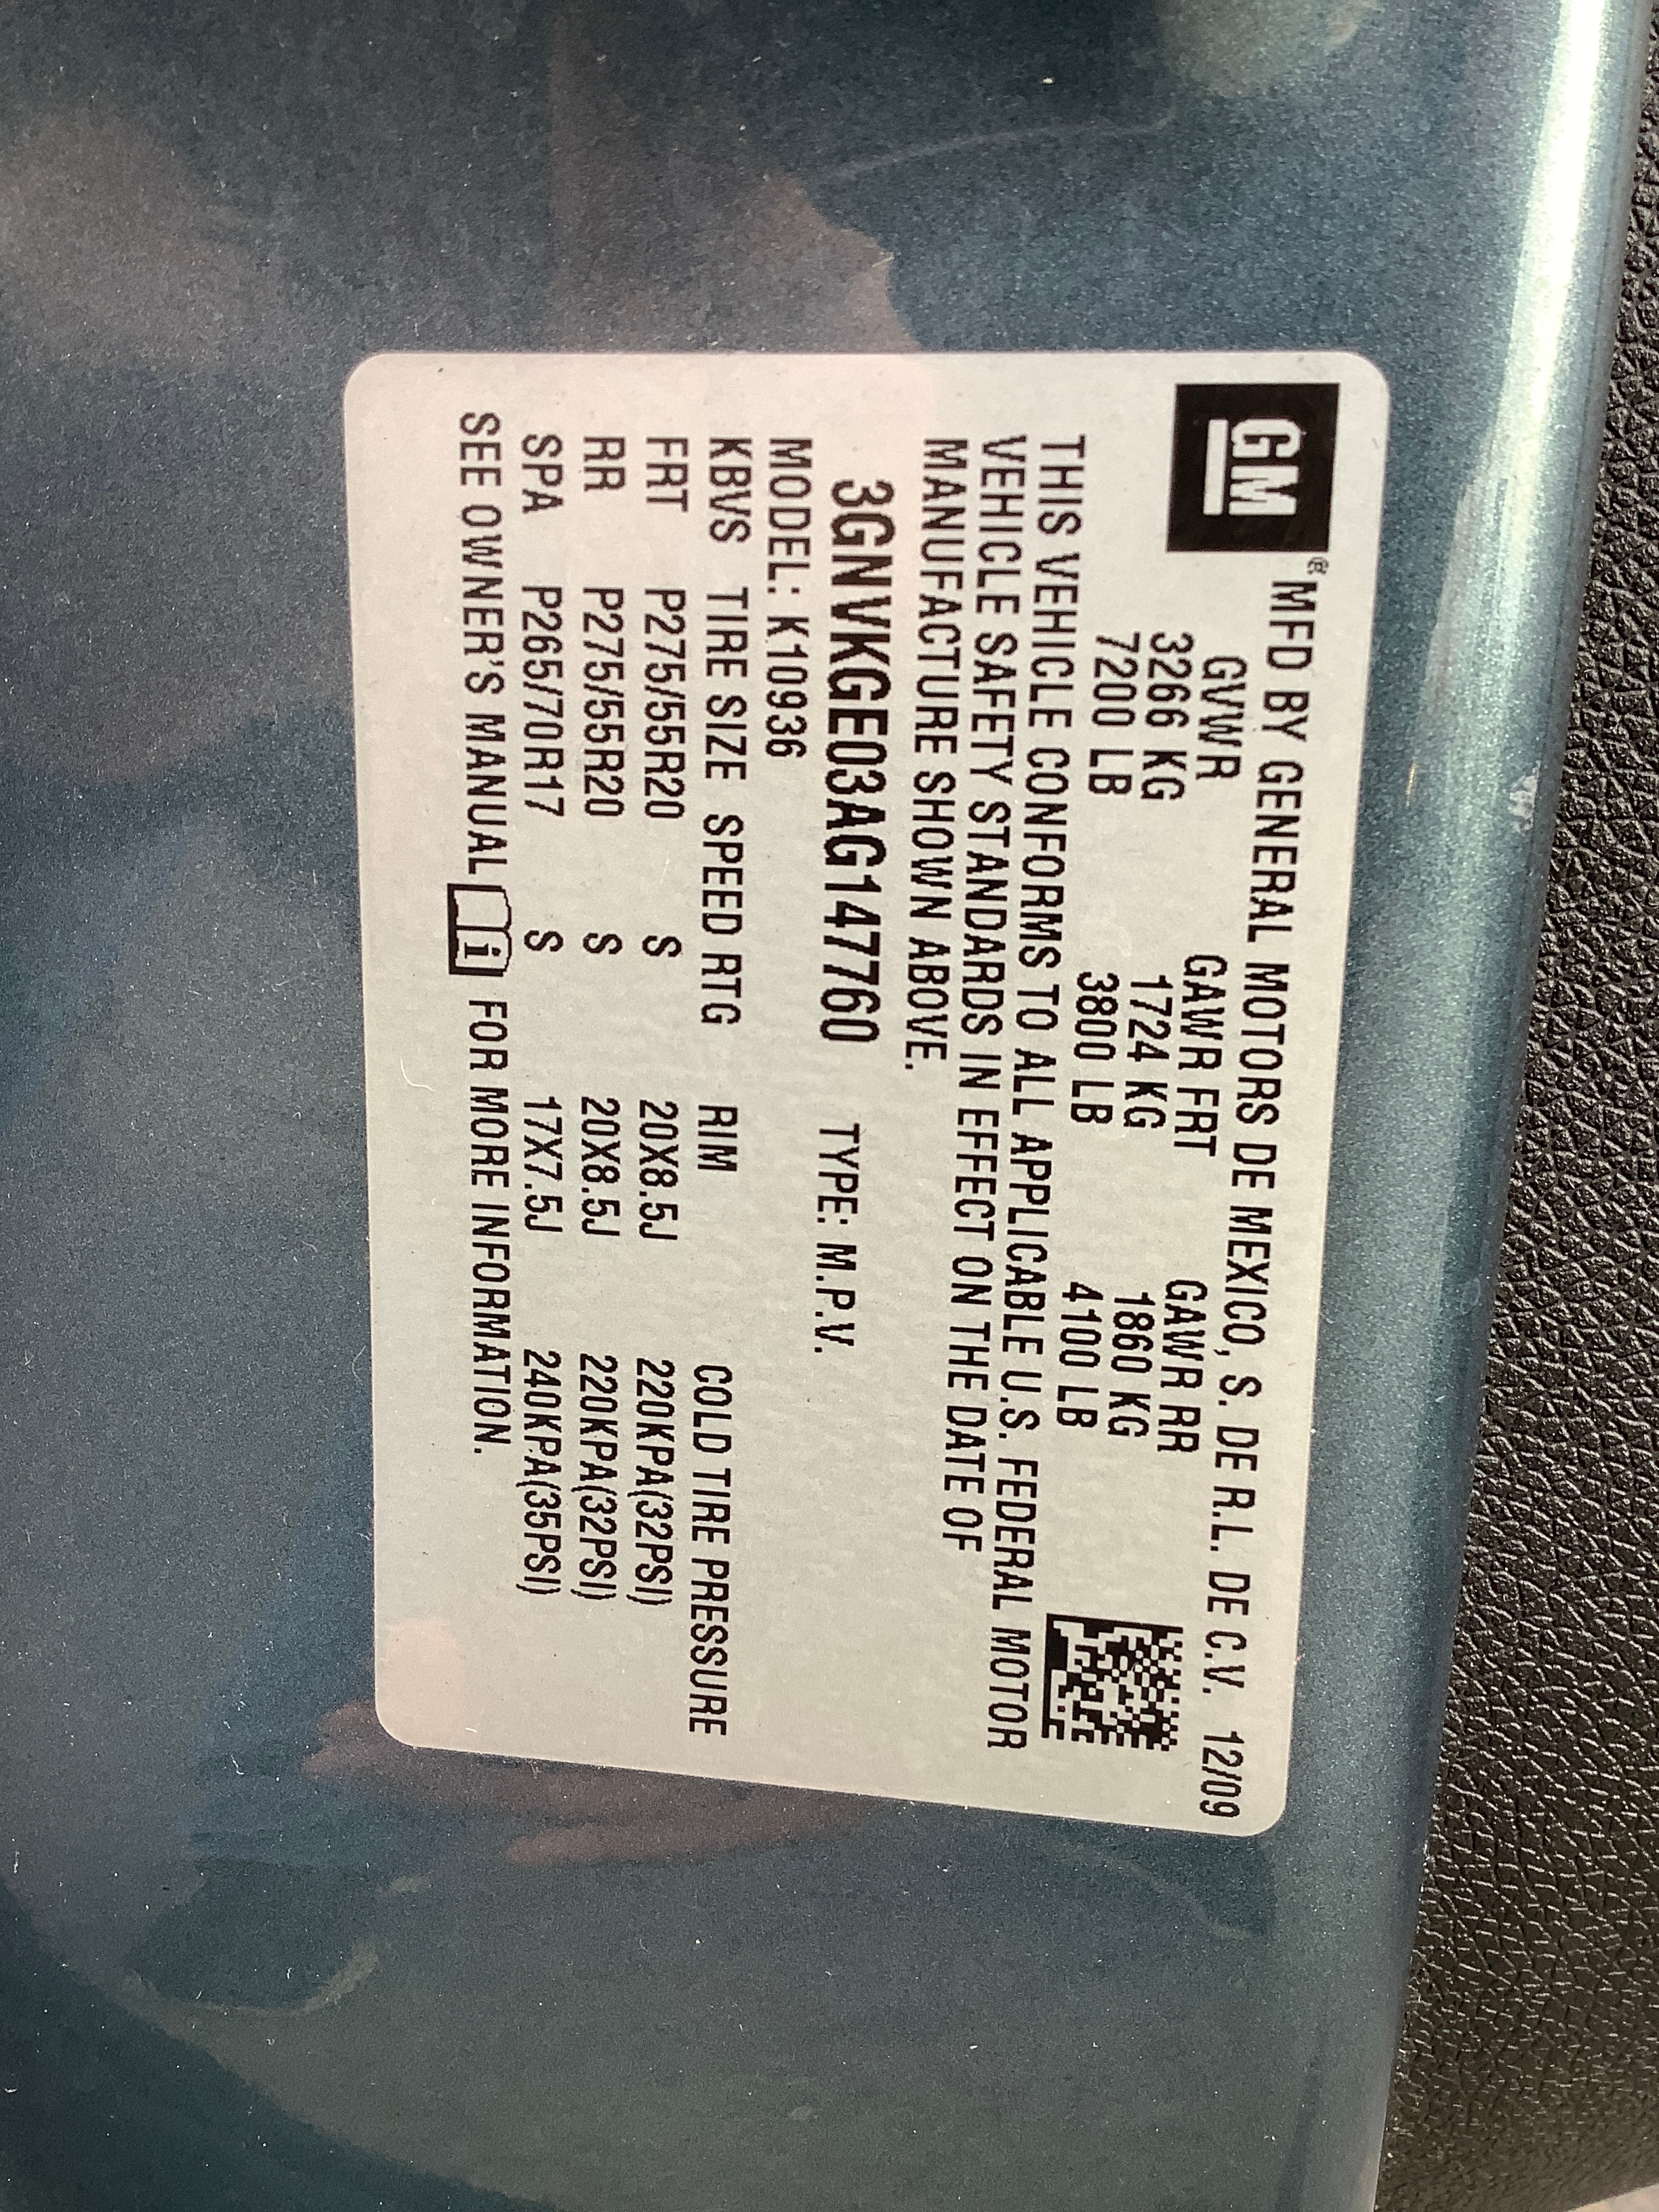 GM® MFD BY GENERAL MOTORS DE MEXICO, S. DE R.L. DE C.V. 12/09
GVWR GAWR FRT GAWR RR
3266 KG 1724 KG 1860 KG
7200 LB 3800 LB 4100 LB
THIS VEHICLE CONFORMS TO ALL APPLICABLE U.S. FEDERAL MOTOR
VEHICLE SAFETY STANDARDS IN EFFECT ON THE DATE OF
MANUFACTURE SHOWN ABOVE.
3GNVKGE03AG147760 TYPE: M.P.V.
MODEL: K10936
KBVS TIRE SIZE SPEED RTG RIM COLD TIRE PRESSURE
FRT P275/55R20 S 20X8.5J 220KPA(32PSI)
RR P275/55R20 S 20X8.5J 220KPA(32PSI)
SPA P265/70R17 S 17X7.5J 240KPA(35PSI)
SEE OWNER'S MANUAL i FOR MORE INFORMATION.